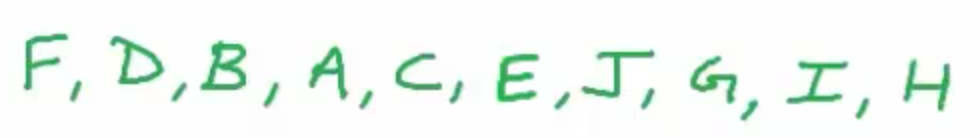 F, D, B, A, C, E, J, G, I, H